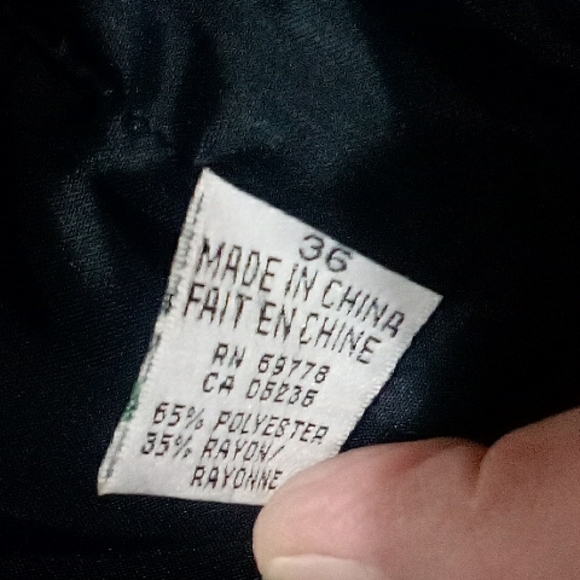 36
MADE IN CHINA
FAIT EN CHINE
RN 69778
CA 05236
65% POLYESTER
35% RAYON/
RAYONNE